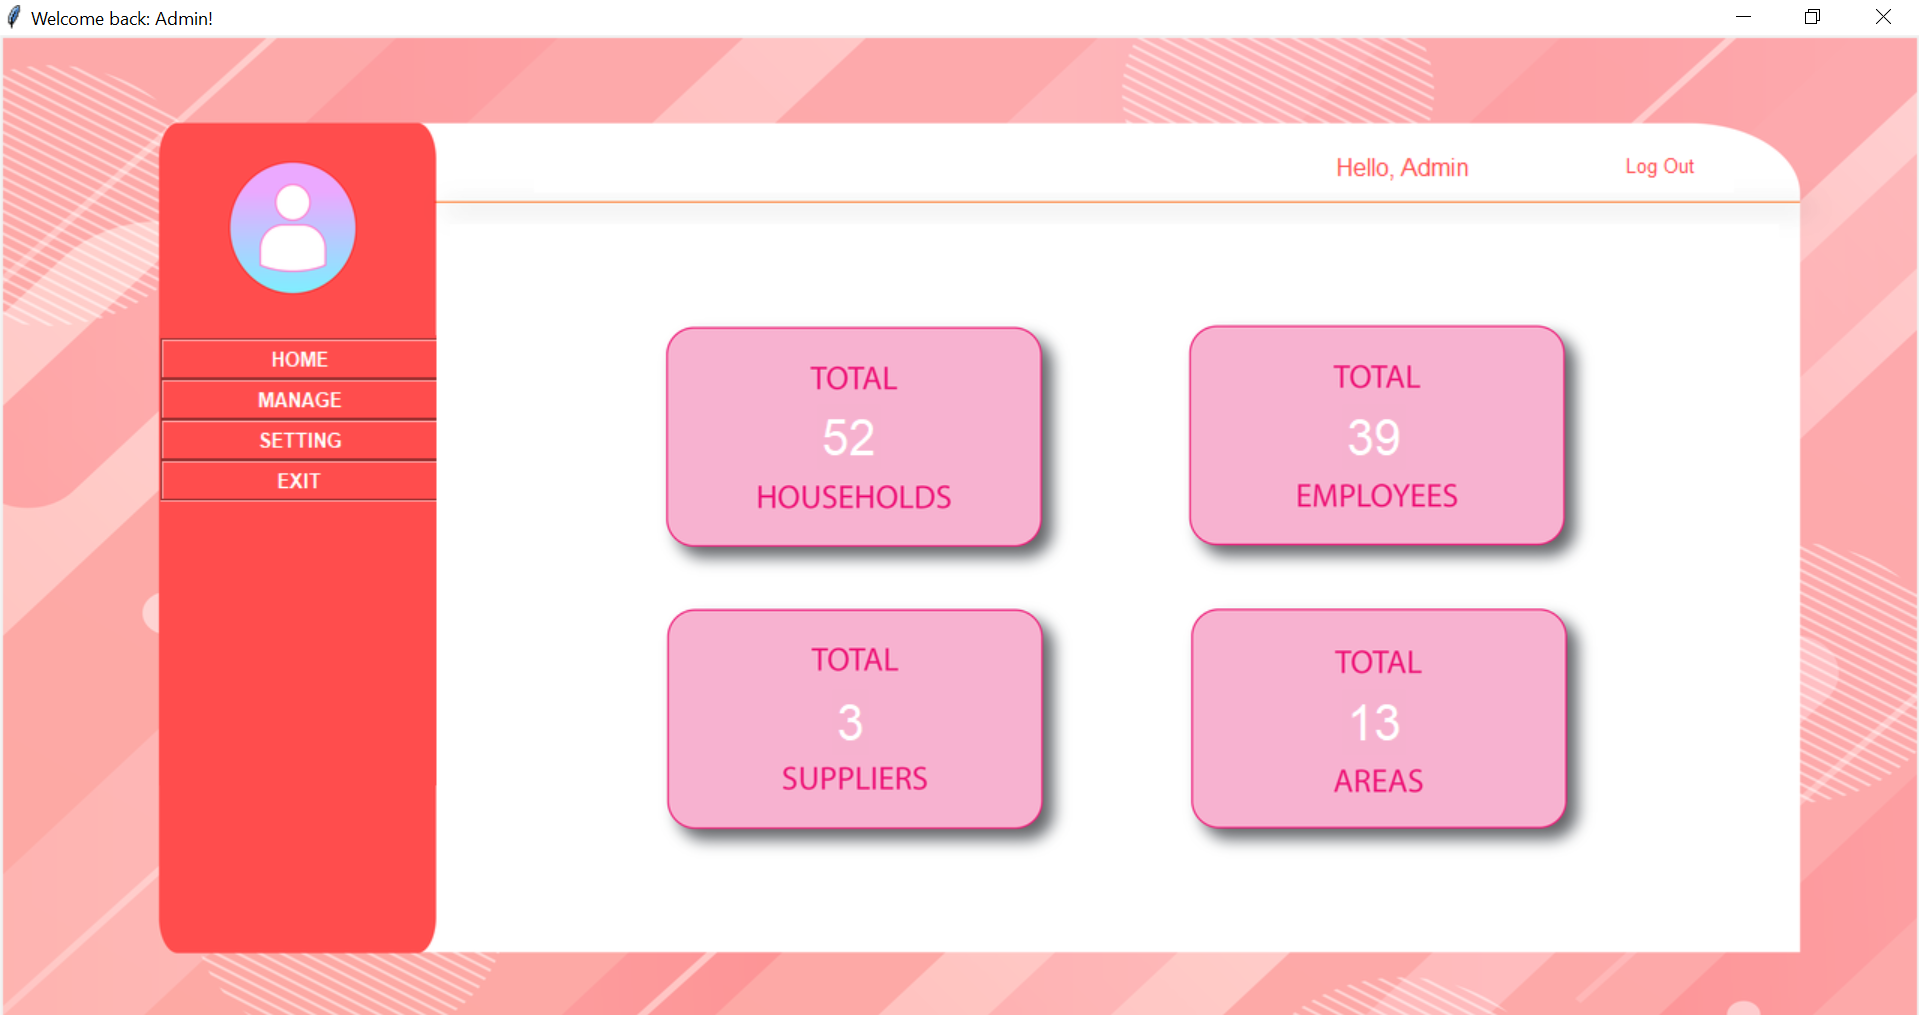 Welcome back: Admin!
Hello, Admin
Log Out
HOME
MANAGE
SETTING
EXIT
TOTAL
52
HOUSEHOLDS
TOTAL
39
EMPLOYEES
TOTAL
3
SUPPLIERS
TOTAL
13
AREAS